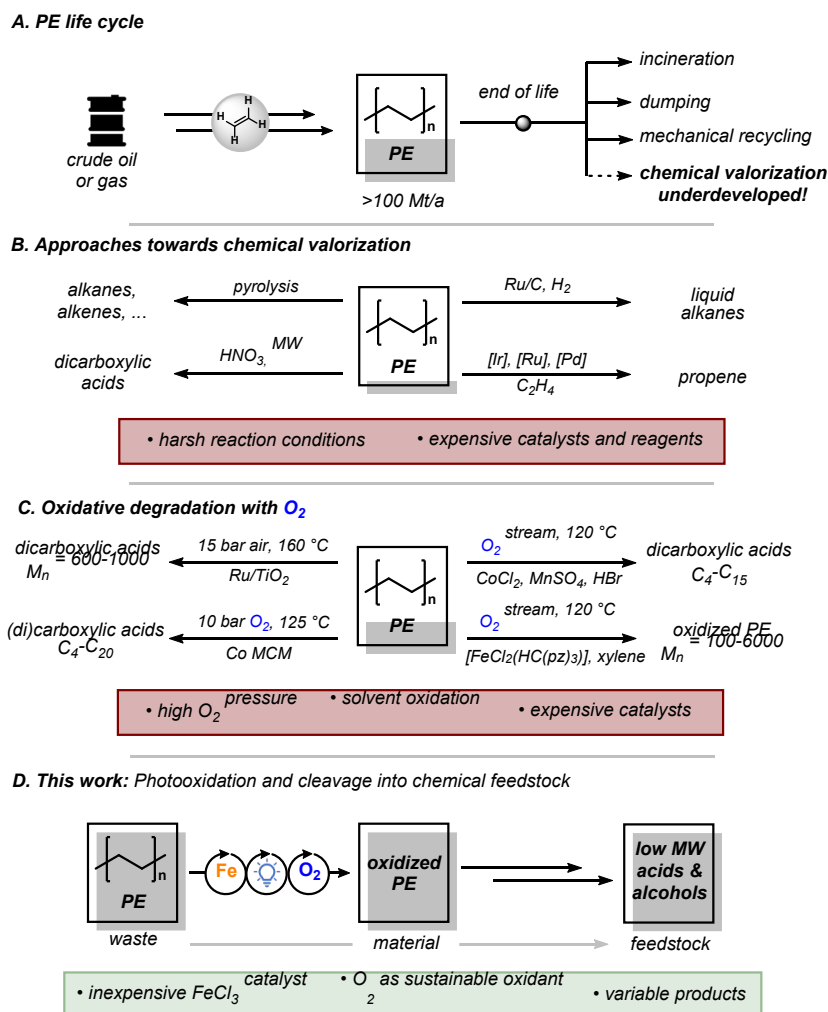 A. PE life cycle
crude oil
or gas
H
H
H
H
n
PE
>100 Mt/a
end of life
incineration
dumping
mechanical recycling
chemical valorization
underdeveloped!
B. Approaches towards chemical valorization
alkanes,
alkenes, ...
pyrolysis
dicarboxylic
acids
HNO3, MW
n
PE
Ru/C, H2
liquid
alkanes
[Ir], [Ru], [Pd]
C2H4
propene
• harsh reaction conditions • expensive catalysts and reagents
C. Oxidative degradation with O2
dicarboxylic acids
Mn = 600-1000
15 bar air, 160 °C
Ru/TiO2
(di)carboxylic acids
C4-C20
10 bar O2, 125 °C
Co MCM
n
PE
O2 stream, 120 °C
CoCl2, MnSO4, HBr
dicarboxylic acids
C4-C15
O2 stream, 120 °C
[FeCl2(HC(pz)3)], xylene
oxidized PE
Mn = 100-6000
• high O2 pressure • solvent oxidation • expensive catalysts
D. This work: Photooxidation and cleavage into chemical feedstock
n
PE
waste
Fe
O2
oxidized
PE
material
low MW
acids &
alcohols
feedstock
• inexpensive FeCl3 catalyst • O2 as sustainable oxidant • variable products